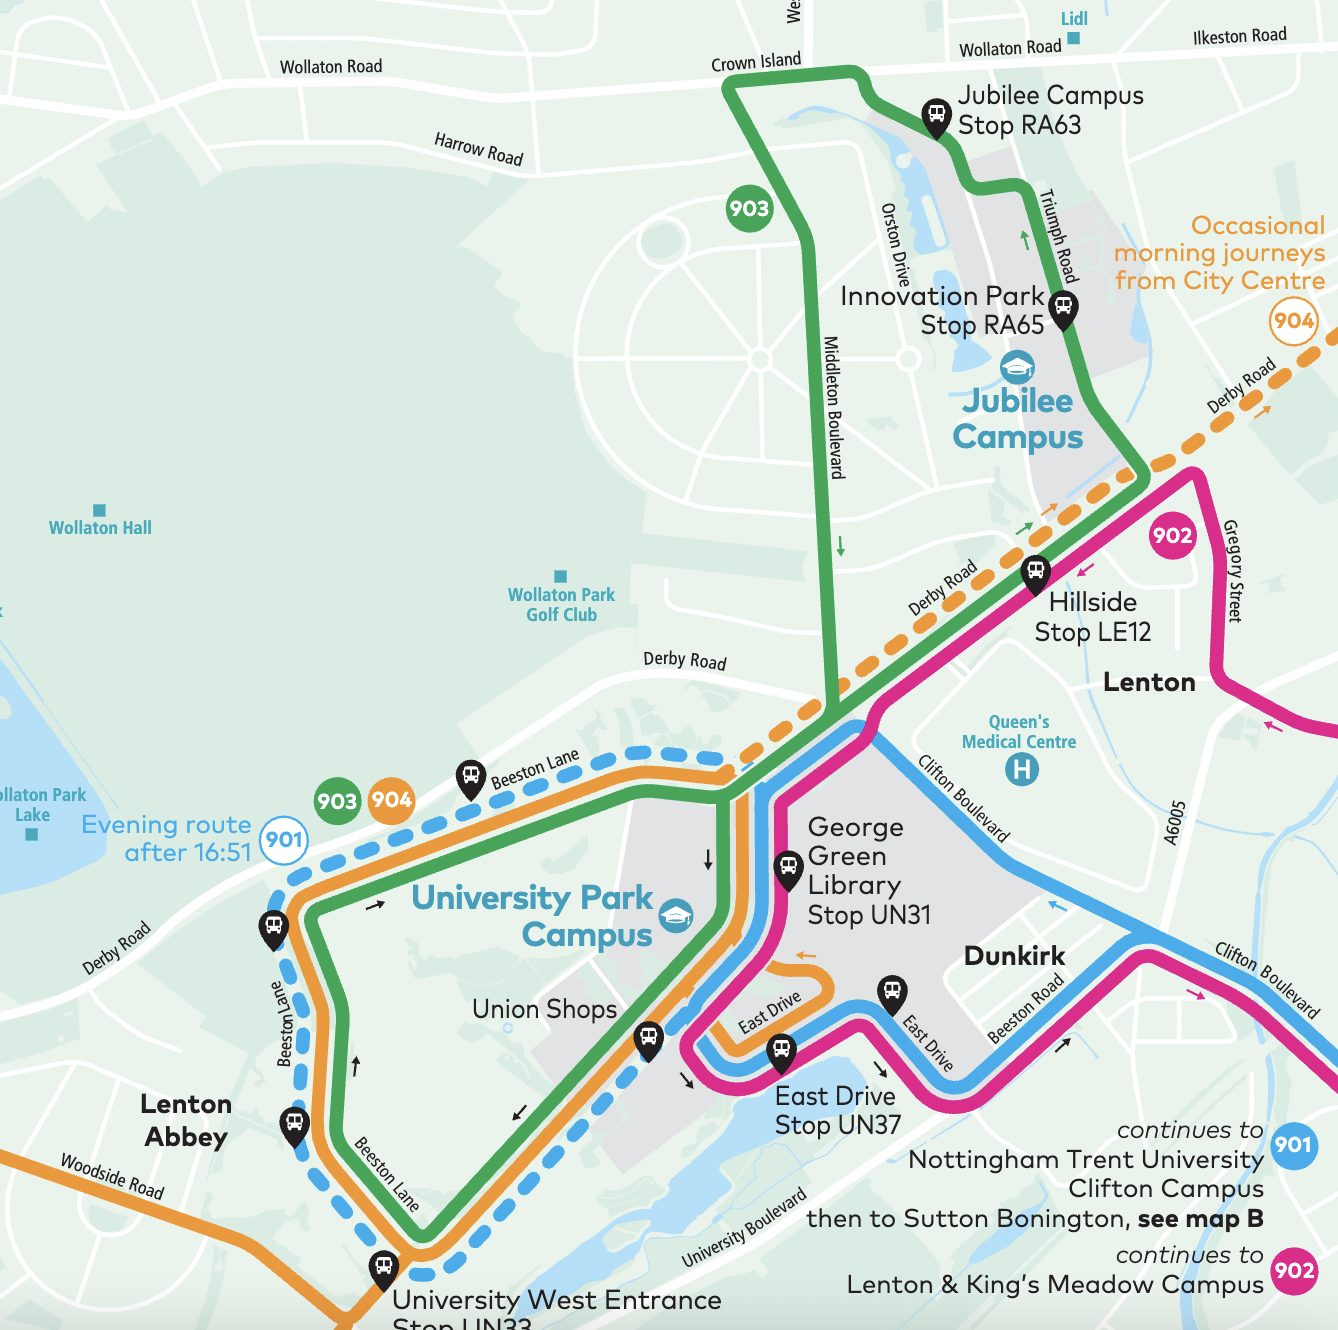 We
Lidl
Wollaton Road
Ilkeston Road
Crown Island
Wollaton Road
Jubilee Campus
Stop RA63
Harrow Road
903
Orston Drive
Triumph Road
Occasional
morning journeys
from City Centre
904
Innovation Park
Stop RA65
Middleton Boulevard
Jubilee
Campus
Derby Road
Wollaton Hall
902
Gregory Street
Wollaton Park
Golf Club
Derby Road
Hillside
Stop LE12
Derby Road
Lenton
Queen's
Medical Centre
H
Clifton Boulevard
A6005
Beeston Lane
903
904
ollaton Park
Lake
Evening route
after 16:51
901
George
Green
Library
Stop UN31
University Park
Campus
Derby Road
Dunkirk
Clifton Boulevard
Union Shops
East Drive
East Drive
Beeston Road
Beeston Lane
East Drive
Stop UN37
Lenton
Abbey
Beeston Lane
Woodside Road
University Boulevard
continues to
901
Nottingham Trent University
Clifton Campus
then to Sutton Bonington, see map B
continues to
902
Lenton & King's Meadow Campus
University West Entrance
Stop UN33